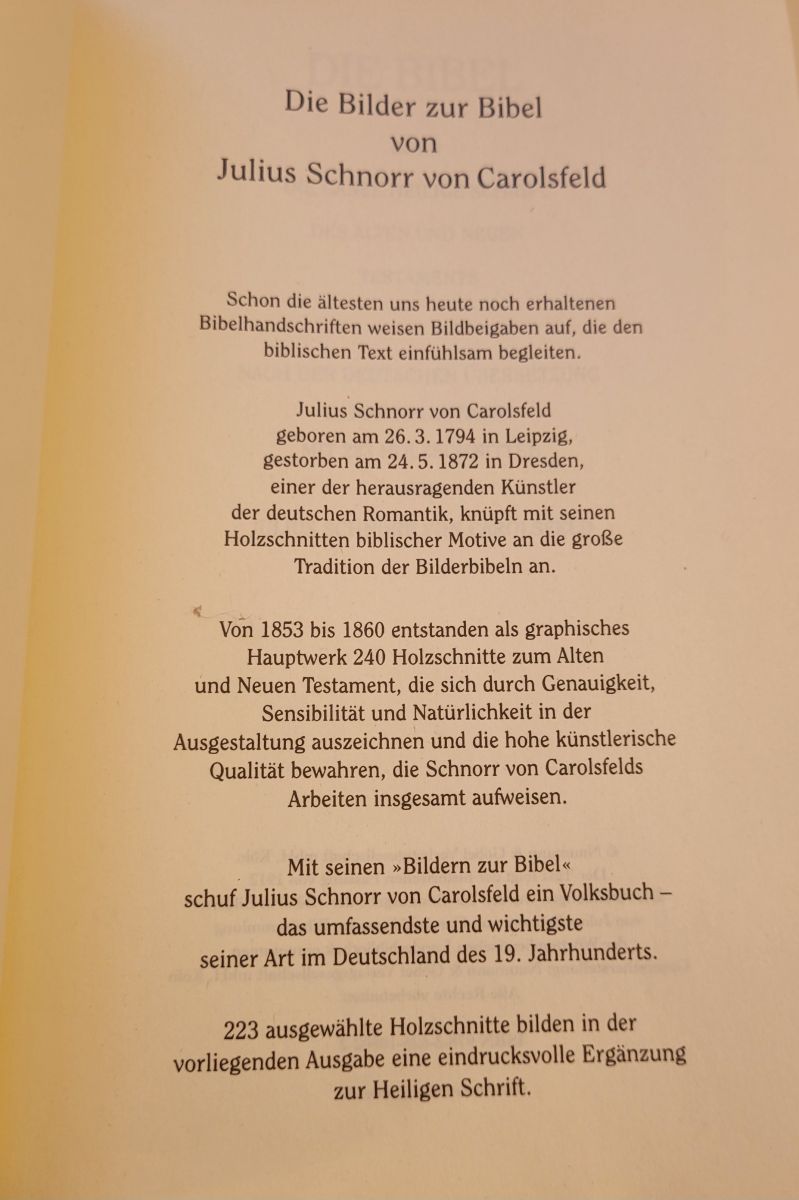 Die Bilder zur Bibel
von
Julius Schnorr von Carolsfeld
Schon die ältesten uns heute noch erhaltenen
Bibelhandschriften weisen Bildbeigaben auf, die den
biblischen Text einfühlsam begleiten.
Julius Schnorr von Carolsfeld
geboren am 26. 3. 1794 in Leipzig,
gestorben am 24. 5. 1872 in Dresden,
einer der herausragenden Künstler
der deutschen Romantik, knüpft mit seinen
Holzschnitten biblischer Motive an die große
Tradition der Bilderbibeln an.
Von 1853 bis 1860 entstanden als graphisches
Hauptwerk 240 Holzschnitte zum Alten
und Neuen Testament, die sich durch Genauigkeit,
Sensibilität und Natürlichkeit in der
Ausgestaltung auszeichnen und die hohe künstlerische
Qualität bewahren, die Schnorr von Carolsfelds
Arbeiten insgesamt aufweisen.
Mit seinen »Bildern zur Bibel«
schuf Julius Schnorr von Carolsfeld ein Volksbuch –
das umfassendste und wichtigste
seiner Art im Deutschland des 19. Jahrhunderts.
223 ausgewählte Holzschnitte bilden in der
vorliegenden Ausgabe eine eindrucksvolle Ergänzung
zur Heiligen Schrift.